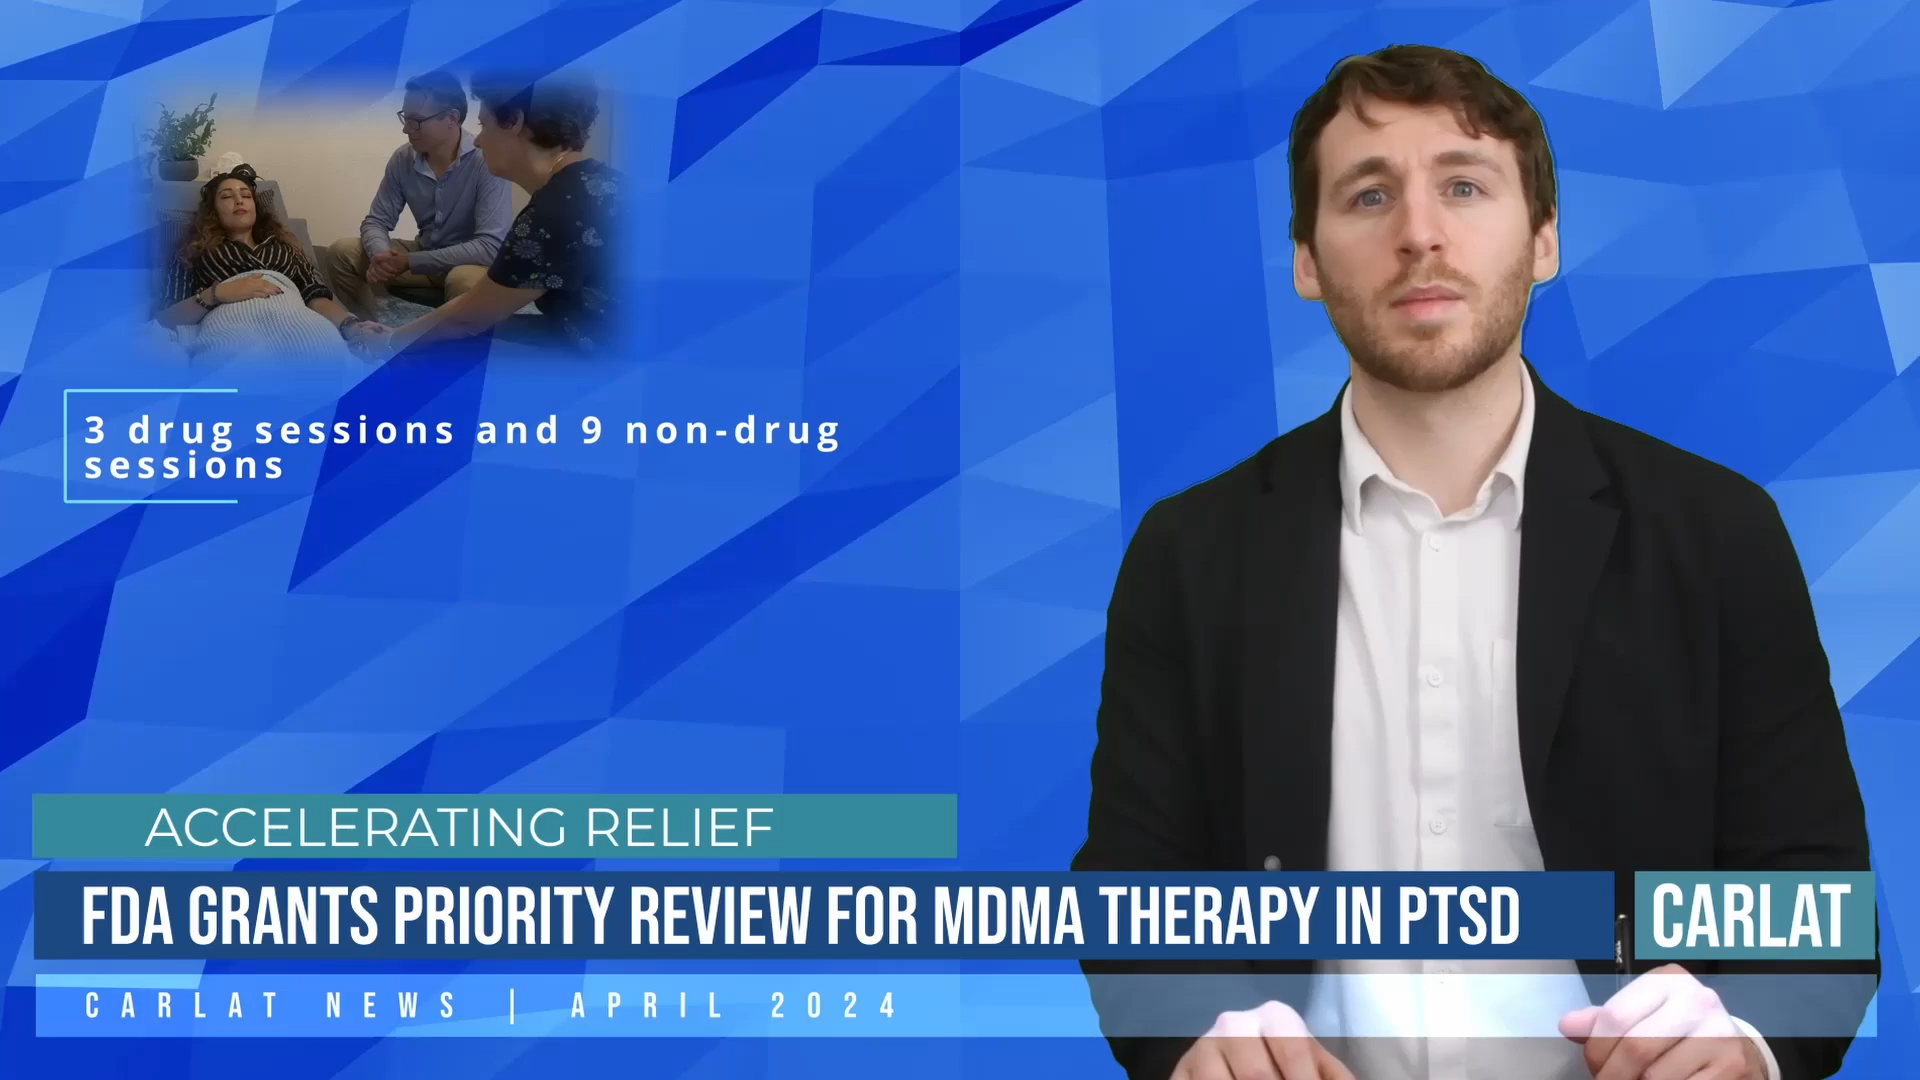 3 drug sessions and 9 non-drug
sessions
ACCELERATING RELIEF
FDA GRANTS PRIORITY REVIEW FOR MDMA THERAPY IN PTSD
CARLAT
CARLAT NEWS | APRIL 2024